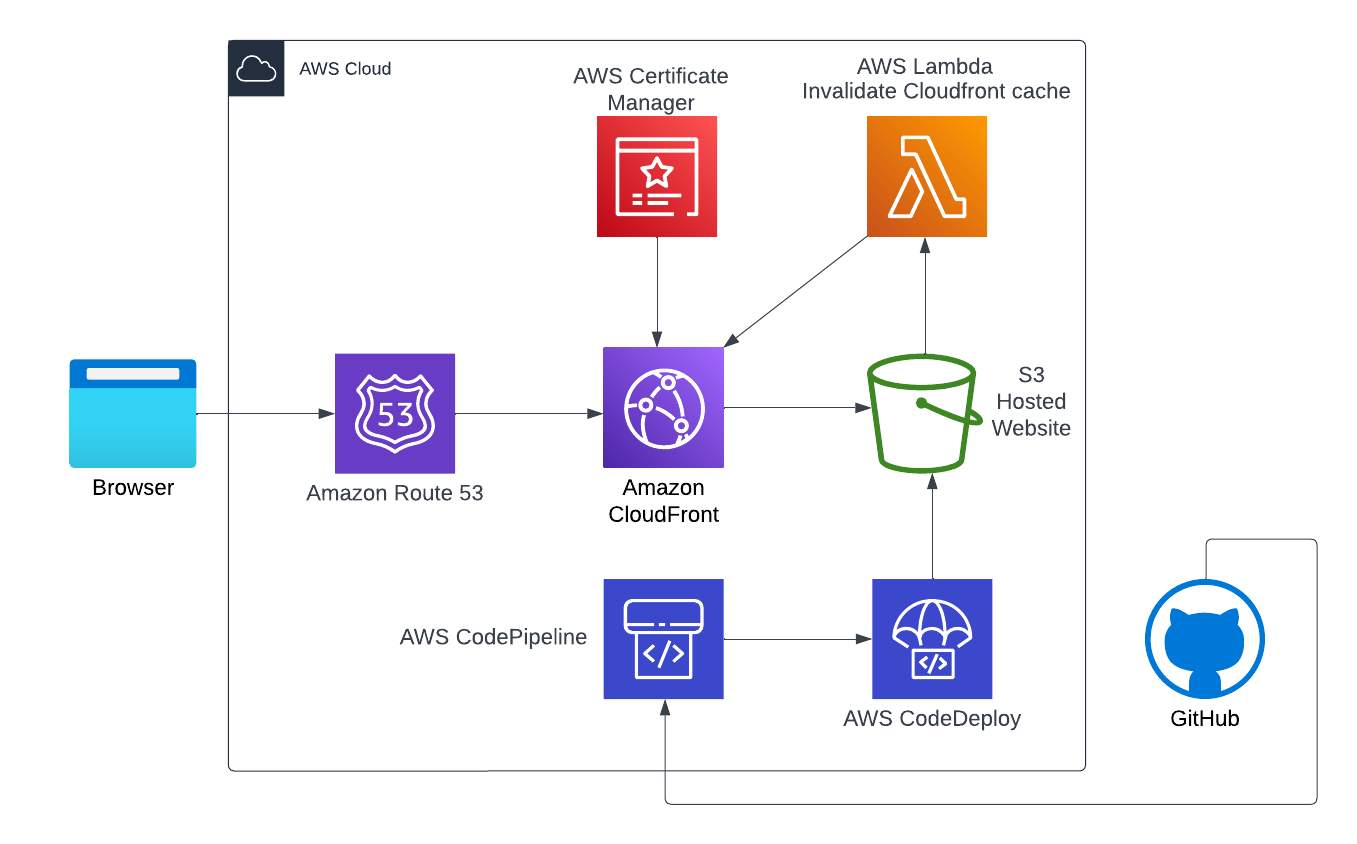 AWS Cloud
AWS Certificate
Manager
AWS Lambda
Invalidate Cloudfront cache
53
S3
Hosted
Website
Browser
Amazon Route 53
Amazon
CloudFront
AWS CodePipeline
</>
</>
AWS CodeDeploy
GitHub